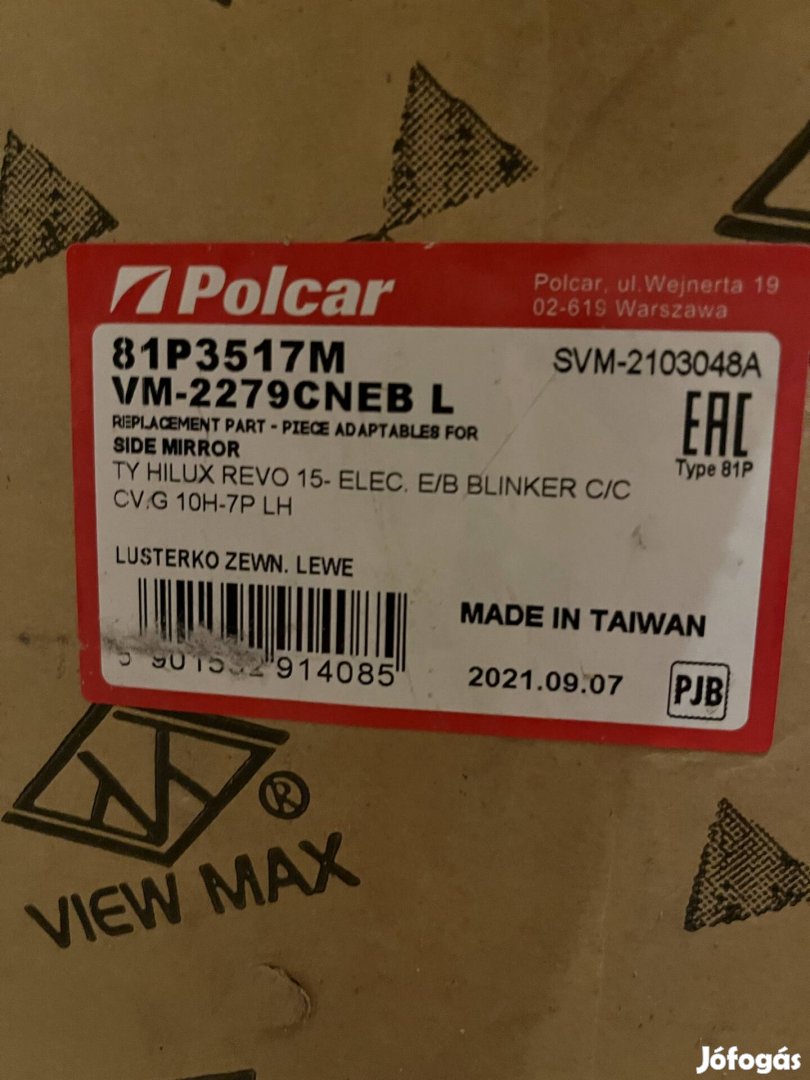 Polcar
Polcar, ul.Wejnerta 19
02-619 Warszawa
81P3517M
SVM-2103048A
VM-2279CNEB L
REPLACEMENT PART - PIECE ADAPTABLES FOR
SIDE MIRROR
EAC
Type 81P
TY HILUX REVO 15- ELEC. E/B BLINKER C/C
CV.G 10H-7P LH
LUSTERKO ZEWN. LEWE
MADE IN TAIWAN
5 901532 914085
2021.09.07
PJB
®
VIEW MAX
Jófogás